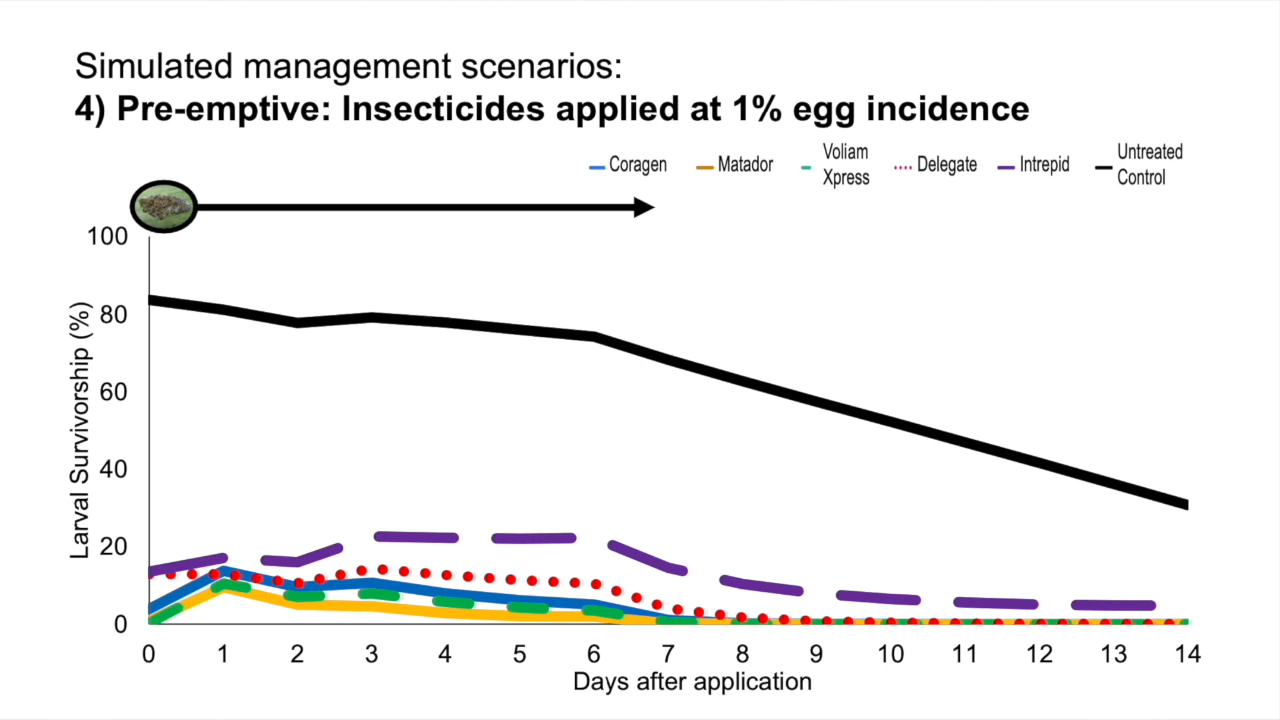 Simulated management scenarios:
4) Pre-emptive: Insecticides applied at 1% egg incidence
Coragen
Matador
Voliam
Xpress
Delegate
Intrepid
Untreated
Control
Larval Survivorship (%)
100
80
60
40
20
0
0 1 2 3 4 5 6 7 8 9 10 11 12 13 14
Days after application